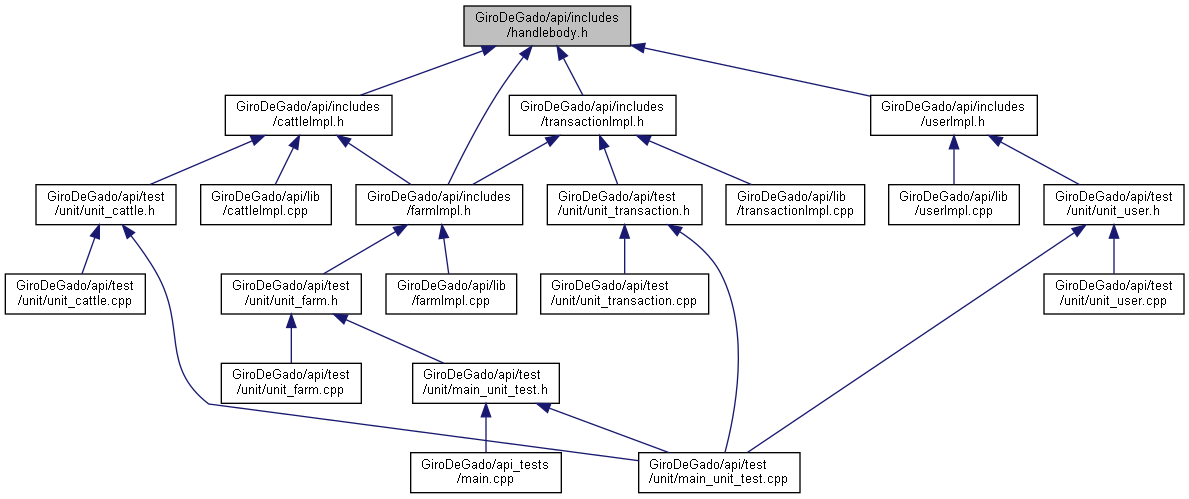 GiroDeGado/api/includes
/handlebody.h
GiroDeGado/api/includes
/cattleImpl.h
GiroDeGado/api/includes
/transactionImpl.h
GiroDeGado/api/includes
/userImpl.h
GiroDeGado/api/test
/unit/unit_cattle.h
GiroDeGado/api/lib
/cattleImpl.cpp
GiroDeGado/api/includes
/farmImpl.h
GiroDeGado/api/test
/unit/unit_transaction.h
GiroDeGado/api/lib
/transactionImpl.cpp
GiroDeGado/api/lib
/userImpl.cpp
GiroDeGado/api/test
/unit/unit_user.h
GiroDeGado/api/test
/unit/unit_cattle.cpp
GiroDeGado/api/test
/unit/unit_farm.h
GiroDeGado/api/lib
/farmImpl.cpp
GiroDeGado/api/test
/unit/unit_transaction.cpp
GiroDeGado/api/test
/unit/unit_user.cpp
GiroDeGado/api/test
/unit/unit_farm.cpp
GiroDeGado/api/test
/unit/main_unit_test.h
GiroDeGado/api_tests
/main.cpp
GiroDeGado/api/test
/unit/main_unit_test.cpp